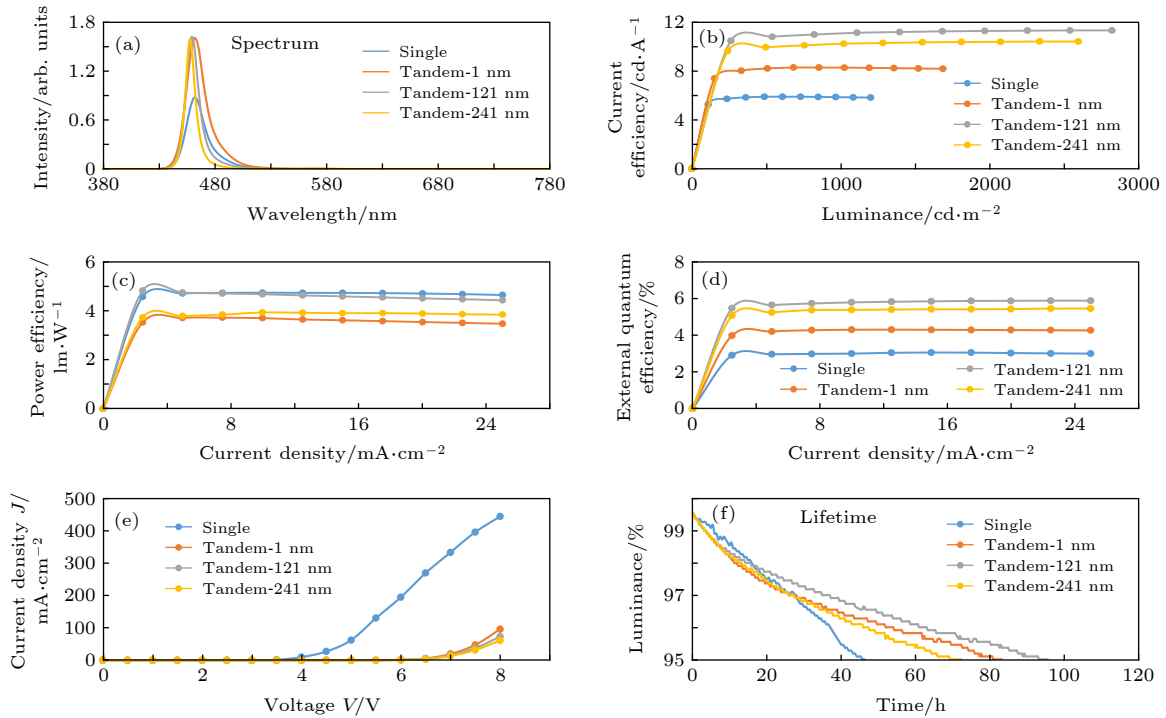 (a)
Spectrum
Intensity/arb. units
1.8
1.2
0.6
0
Single
Tandem-1 nm
Tandem-121 nm
Tandem-241 nm
380 480 580 680 780
Wavelength/nm
(b)
Current
efficiency/cd·A⁻¹
12
8
4
0
Single
Tandem-1 nm
Tandem-121 nm
Tandem-241 nm
0 1000 2000 3000
Luminance/cd·m⁻²
(c)
Power efficiency/
lm·W⁻¹
6
4
2
0
0 8 16 24
Current density/mA·cm⁻²
(d)
External quantum
efficiency/%
8
6
4
2
0
Single Tandem-121 nm
Tandem-1 nm Tandem-241 nm
0 8 16 24
Current density/mA·cm⁻²
(e)
Current density J/
mA·cm⁻²
500
400
300
200
100
0
Single
Tandem-1 nm
Tandem-121 nm
Tandem-241 nm
0 2 4 6 8
Voltage V/V
(f)
Lifetime
Luminance/%
99
97
95
Single
Tandem-1 nm
Tandem-121 nm
Tandem-241 nm
0 20 40 60 80 100 120
Time/h